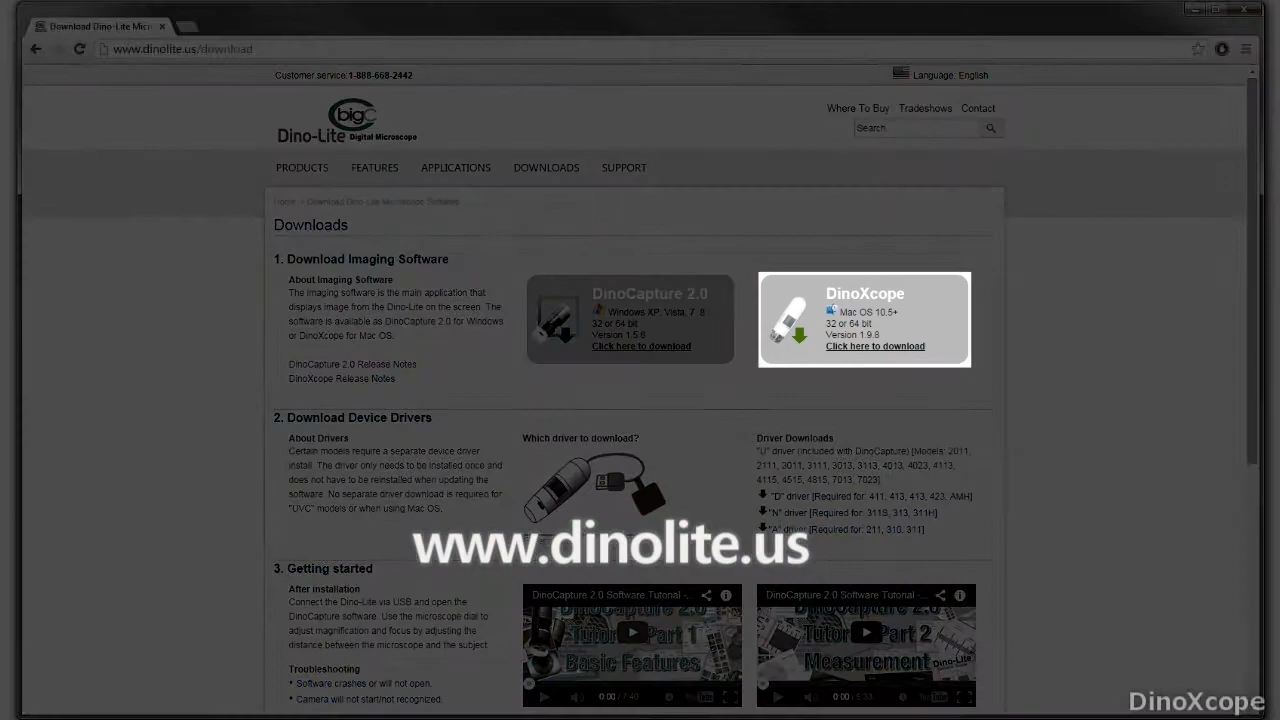 Download Dino-Lite Micr
www.dinolite.us/download
Customer service:1-888-668-2442
Language: English
bigC
Dino-Lite Digital Microscope
Where To Buy Tradeshows Contact
Search
PRODUCTS FEATURES APPLICATIONS DOWNLOADS SUPPORT
Home > Download Dino-Lite Microscope Software
Downloads
1. Download Imaging Software
About Imaging Software
The imaging software is the main application that
displays image from the Dino-Lite on the screen. The
software is available as DinoCapture 2.0 for Windows
or DinoXcope for Mac OS.
DinoCapture 2.0 Release Notes
DinoXcope Release Notes
DinoCapture 2.0
Windows XP, Vista, 7, 8
32 or 64 bit
Version 1.5.8
Click here to download
DinoXcope
Mac OS 10.5+
32 or 64 bit
Version 1.9.8
Click here to download
2. Download Device Drivers
About Drivers
Certain models require a separate device driver
install. The driver only needs to be installed once and
does not have to be reinstalled when updating the
software. No separate driver download is required for
"UVC" models or when using Mac OS.
Which driver to download?
Driver Downloads
"U" driver (included with DinoCapture) [Models: 2011,
2111, 3011, 3111, 3013, 3113, 4013, 4023, 4113,
4115, 4515, 4815, 7013, 7023]
"D" driver [Required for: 411, 413, 413, 423, AMH]
"N" driver [Required for: 311S, 313, 311H]
"A" driver [Required for: 211, 310, 311]
www.dinolite.us
3. Getting started
After installation
Connect the Dino-Lite via USB and open the
DinoCapture software. Use the microscope dial to
adjust magnification and focus by adjusting the
distance between the microscope and the subject.
Troubleshooting
* Software crashes or will not open.
* Camera will not start/not recognized.
DinoCapture 2.0 Software Tutorial -...
DinoCapture 2.0
Tutor Part 1
Basic Features
0:00 / 7:40
YouTube
DinoCapture 2.0 Software Tutorial -...
DinoCapture 2.0
Tutor Part 2
Measurement
Dino-Lite
0:00 / 5:33
YouTube
DinoXcope